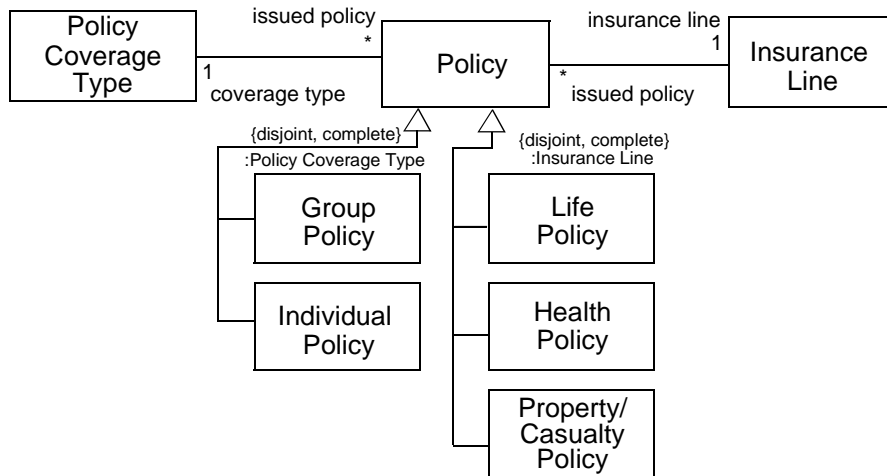 Policy
Coverage
Type
issued policy
*
1
coverage type
Policy
insurance line
1
*
issued policy
Insurance
Line
{disjoint, complete}
:Policy Coverage Type
{disjoint, complete}
:Insurance Line
Group
Policy
Individual
Policy
Life
Policy
Health
Policy
Property/
Casualty
Policy